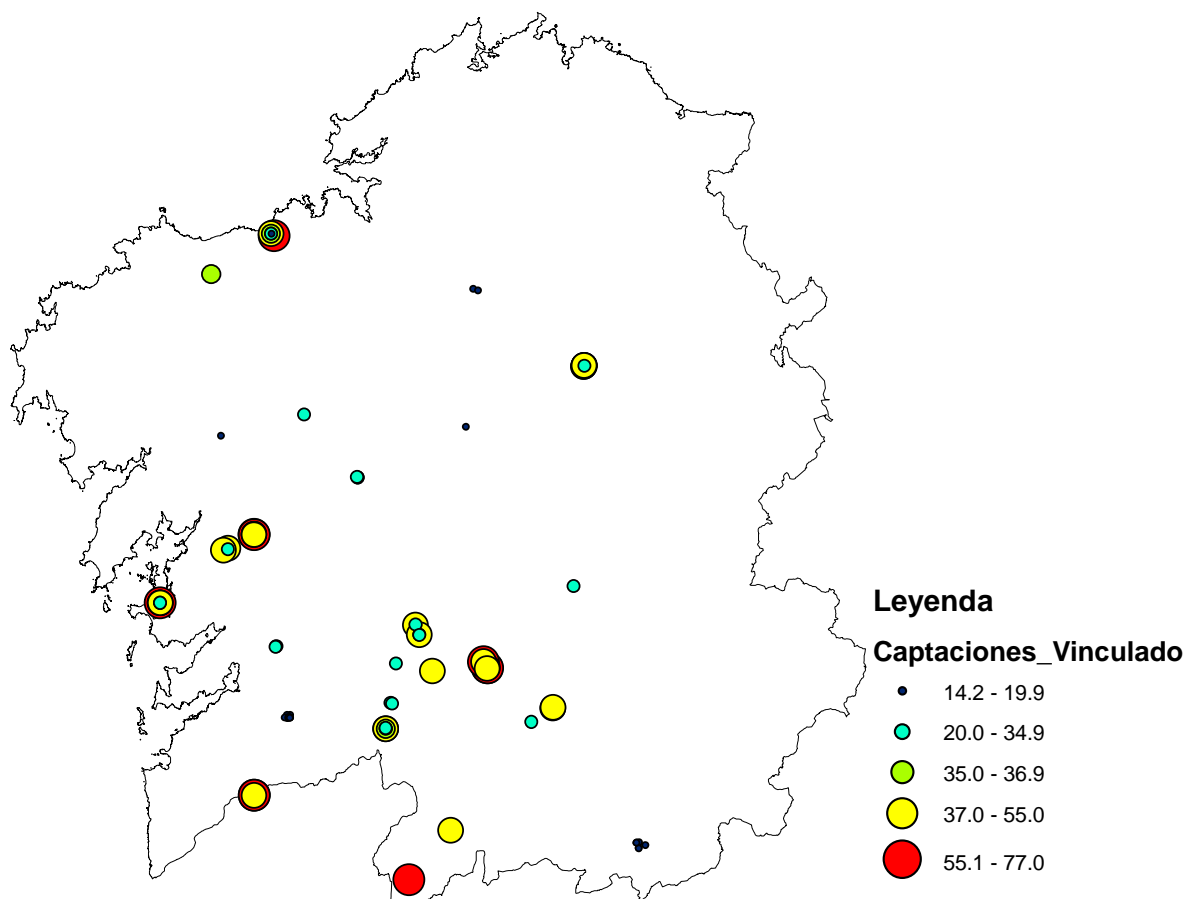 Leyenda
Captaciones_Vinculado
14.2 - 19.9
20.0 - 34.9
35.0 - 36.9
37.0 - 55.0
55.1 - 77.0